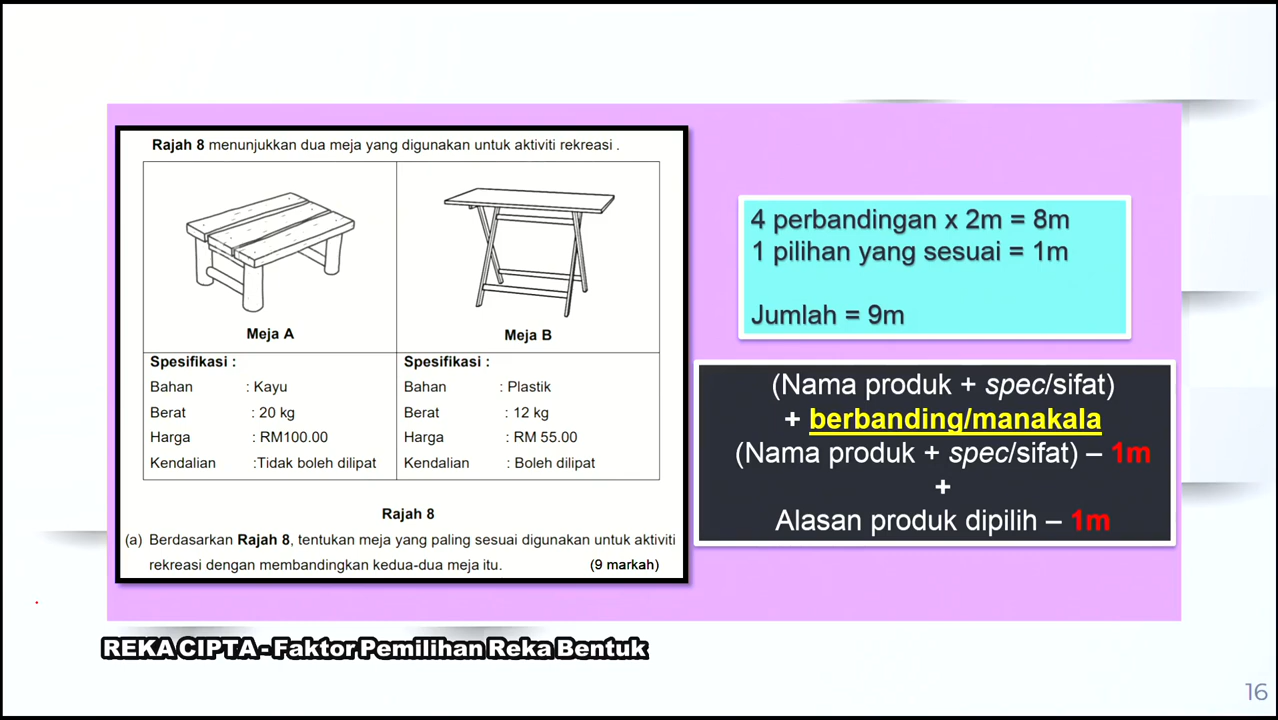 Rajah 8 menunjukkan dua meja yang digunakan untuk aktiviti rekreasi .
Meja A
Meja B
Spesifikasi :
Bahan : Kayu
Berat : 20 kg
Harga : RM100.00
Kendalian :Tidak boleh dilipat
Spesifikasi :
Bahan : Plastik
Berat : 12 kg
Harga : RM 55.00
Kendalian : Boleh dilipat
Rajah 8
(a) Berdasarkan Rajah 8, tentukan meja yang paling sesuai digunakan untuk aktiviti
rekreasi dengan membandingkan kedua-dua meja itu. (9 markah)
4 perbandingan x 2m = 8m
1 pilihan yang sesuai = 1m
Jumlah = 9m
(Nama produk + spec/sifat)
+ berbanding/manakala
(Nama produk + spec/sifat) – 1m
+
Alasan produk dipilih – 1m
REKA CIPTA - Faktor Pemilihan Reka Bentuk
16